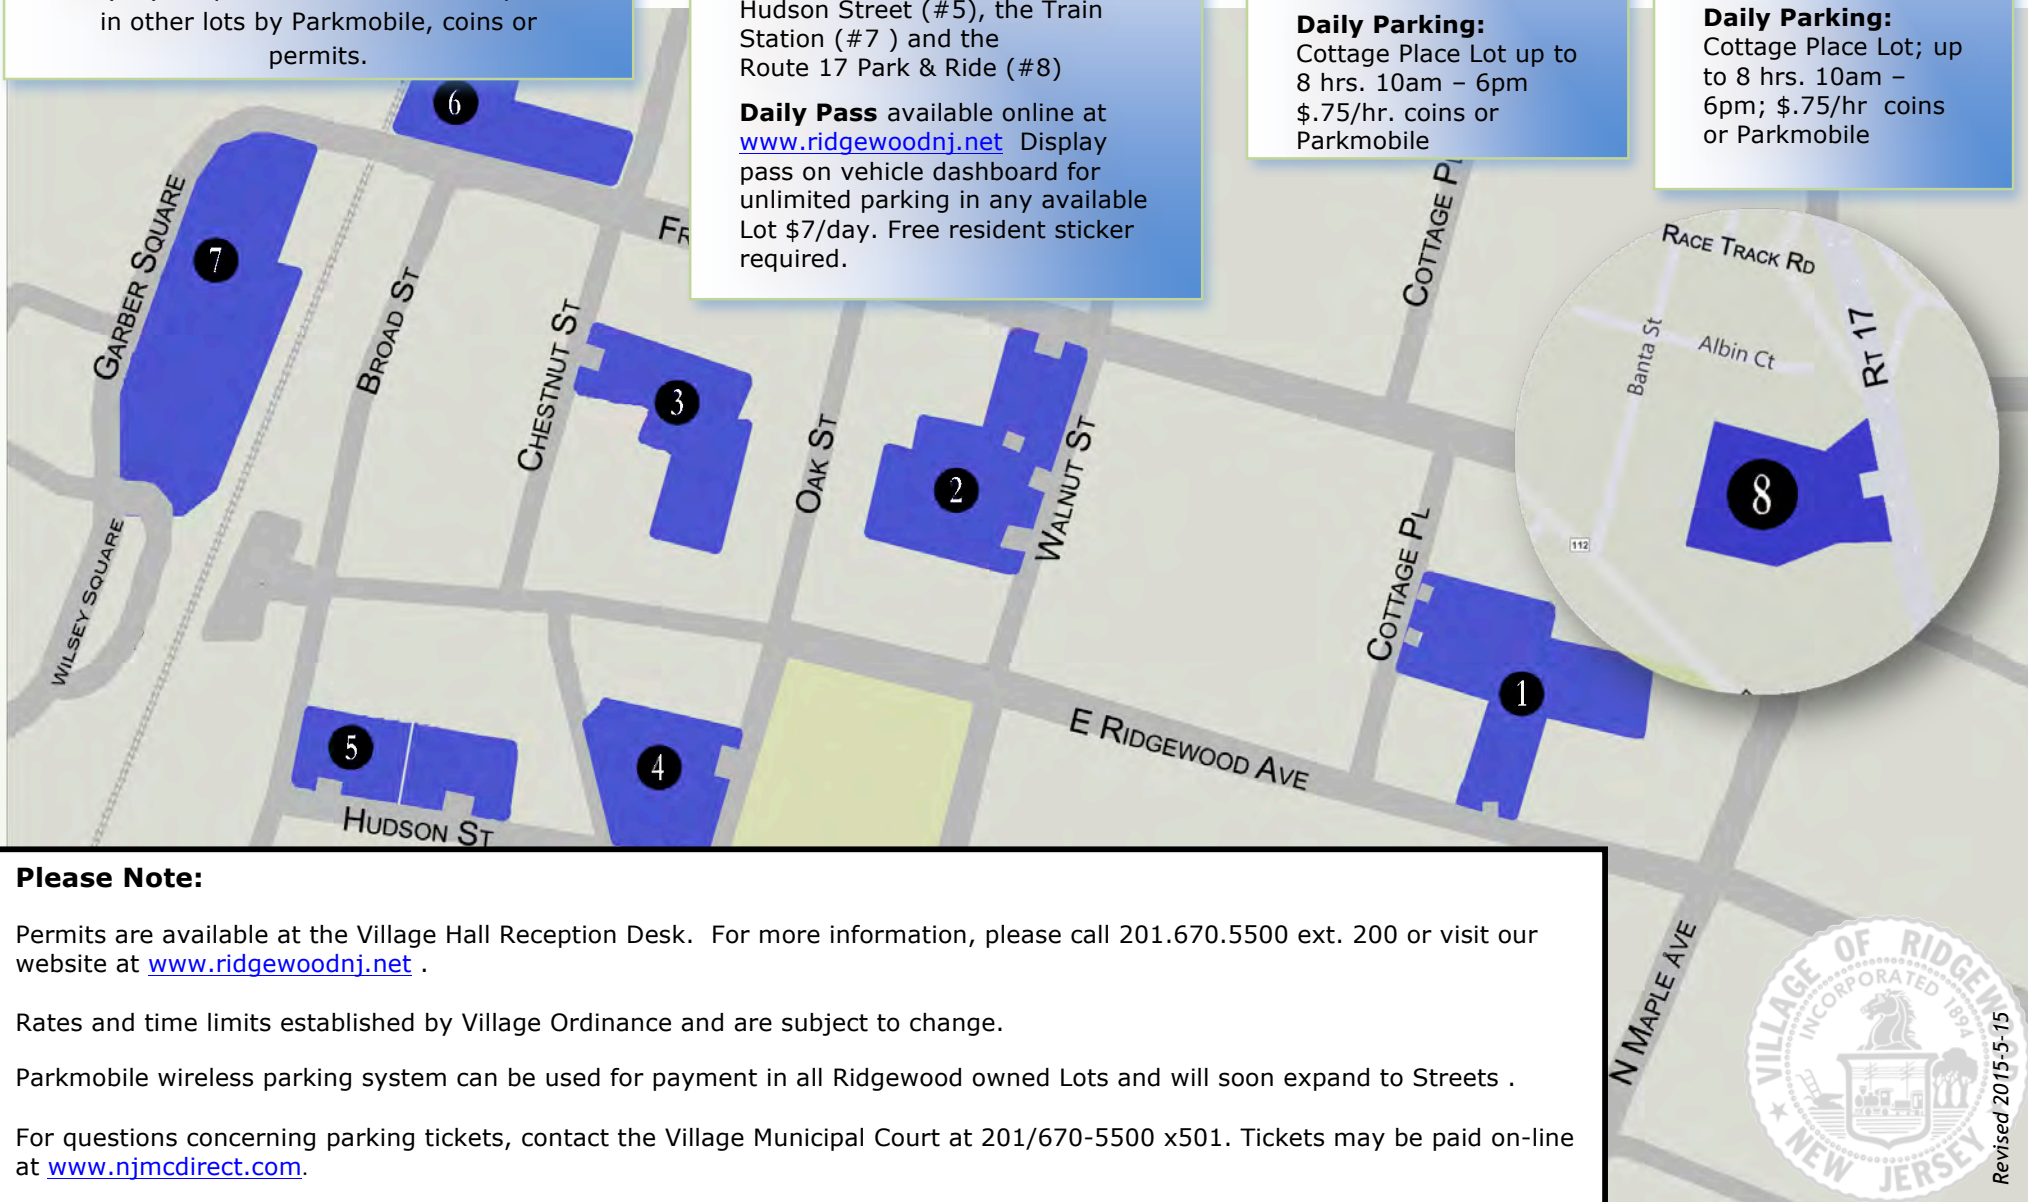 in other lots by Parkmobile, coins or
permits.
Hudson Street (#5), the Train
Station (#7 ) and the
Route 17 Park & Ride (#8)
Daily Pass available online at
www.ridgewoodnj.net Display
pass on vehicle dashboard for
unlimited parking in any available
Lot $7/day. Free resident sticker
required.
Daily Parking:
Cottage Place Lot up to
8 hrs. 10am – 6pm
$.75/hr. coins or
Parkmobile
Daily Parking:
Cottage Place Lot; up
to 8 hrs. 10am –
6pm; $.75/hr coins
or Parkmobile
6
7
GARBER SQUARE
BROAD ST
CHESTNUT ST
3
OAK ST
2
WALNUT ST
COTTAGE PL
COTTAGE PL
RACE TRACK RD
Banta St
Albin Ct
RT 17
8
112
WILSEY SQUARE
1
5
4
HUDSON ST
E RIDGEWOOD AVE
N MAPLE AVE
Please Note:
Permits are available at the Village Hall Reception Desk. For more information, please call 201.670.5500 ext. 200 or visit our
website at www.ridgewoodnj.net .
Rates and time limits established by Village Ordinance and are subject to change.
Parkmobile wireless parking system can be used for payment in all Ridgewood owned Lots and will soon expand to Streets .
For questions concerning parking tickets, contact the Village Municipal Court at 201/670-5500 x501. Tickets may be paid on-line
at www.njmcdirect.com.
VILLAGE OF RIDGEWOOD
INCORPORATED 1894
NEW JERSEY
Revised 2015-5-15